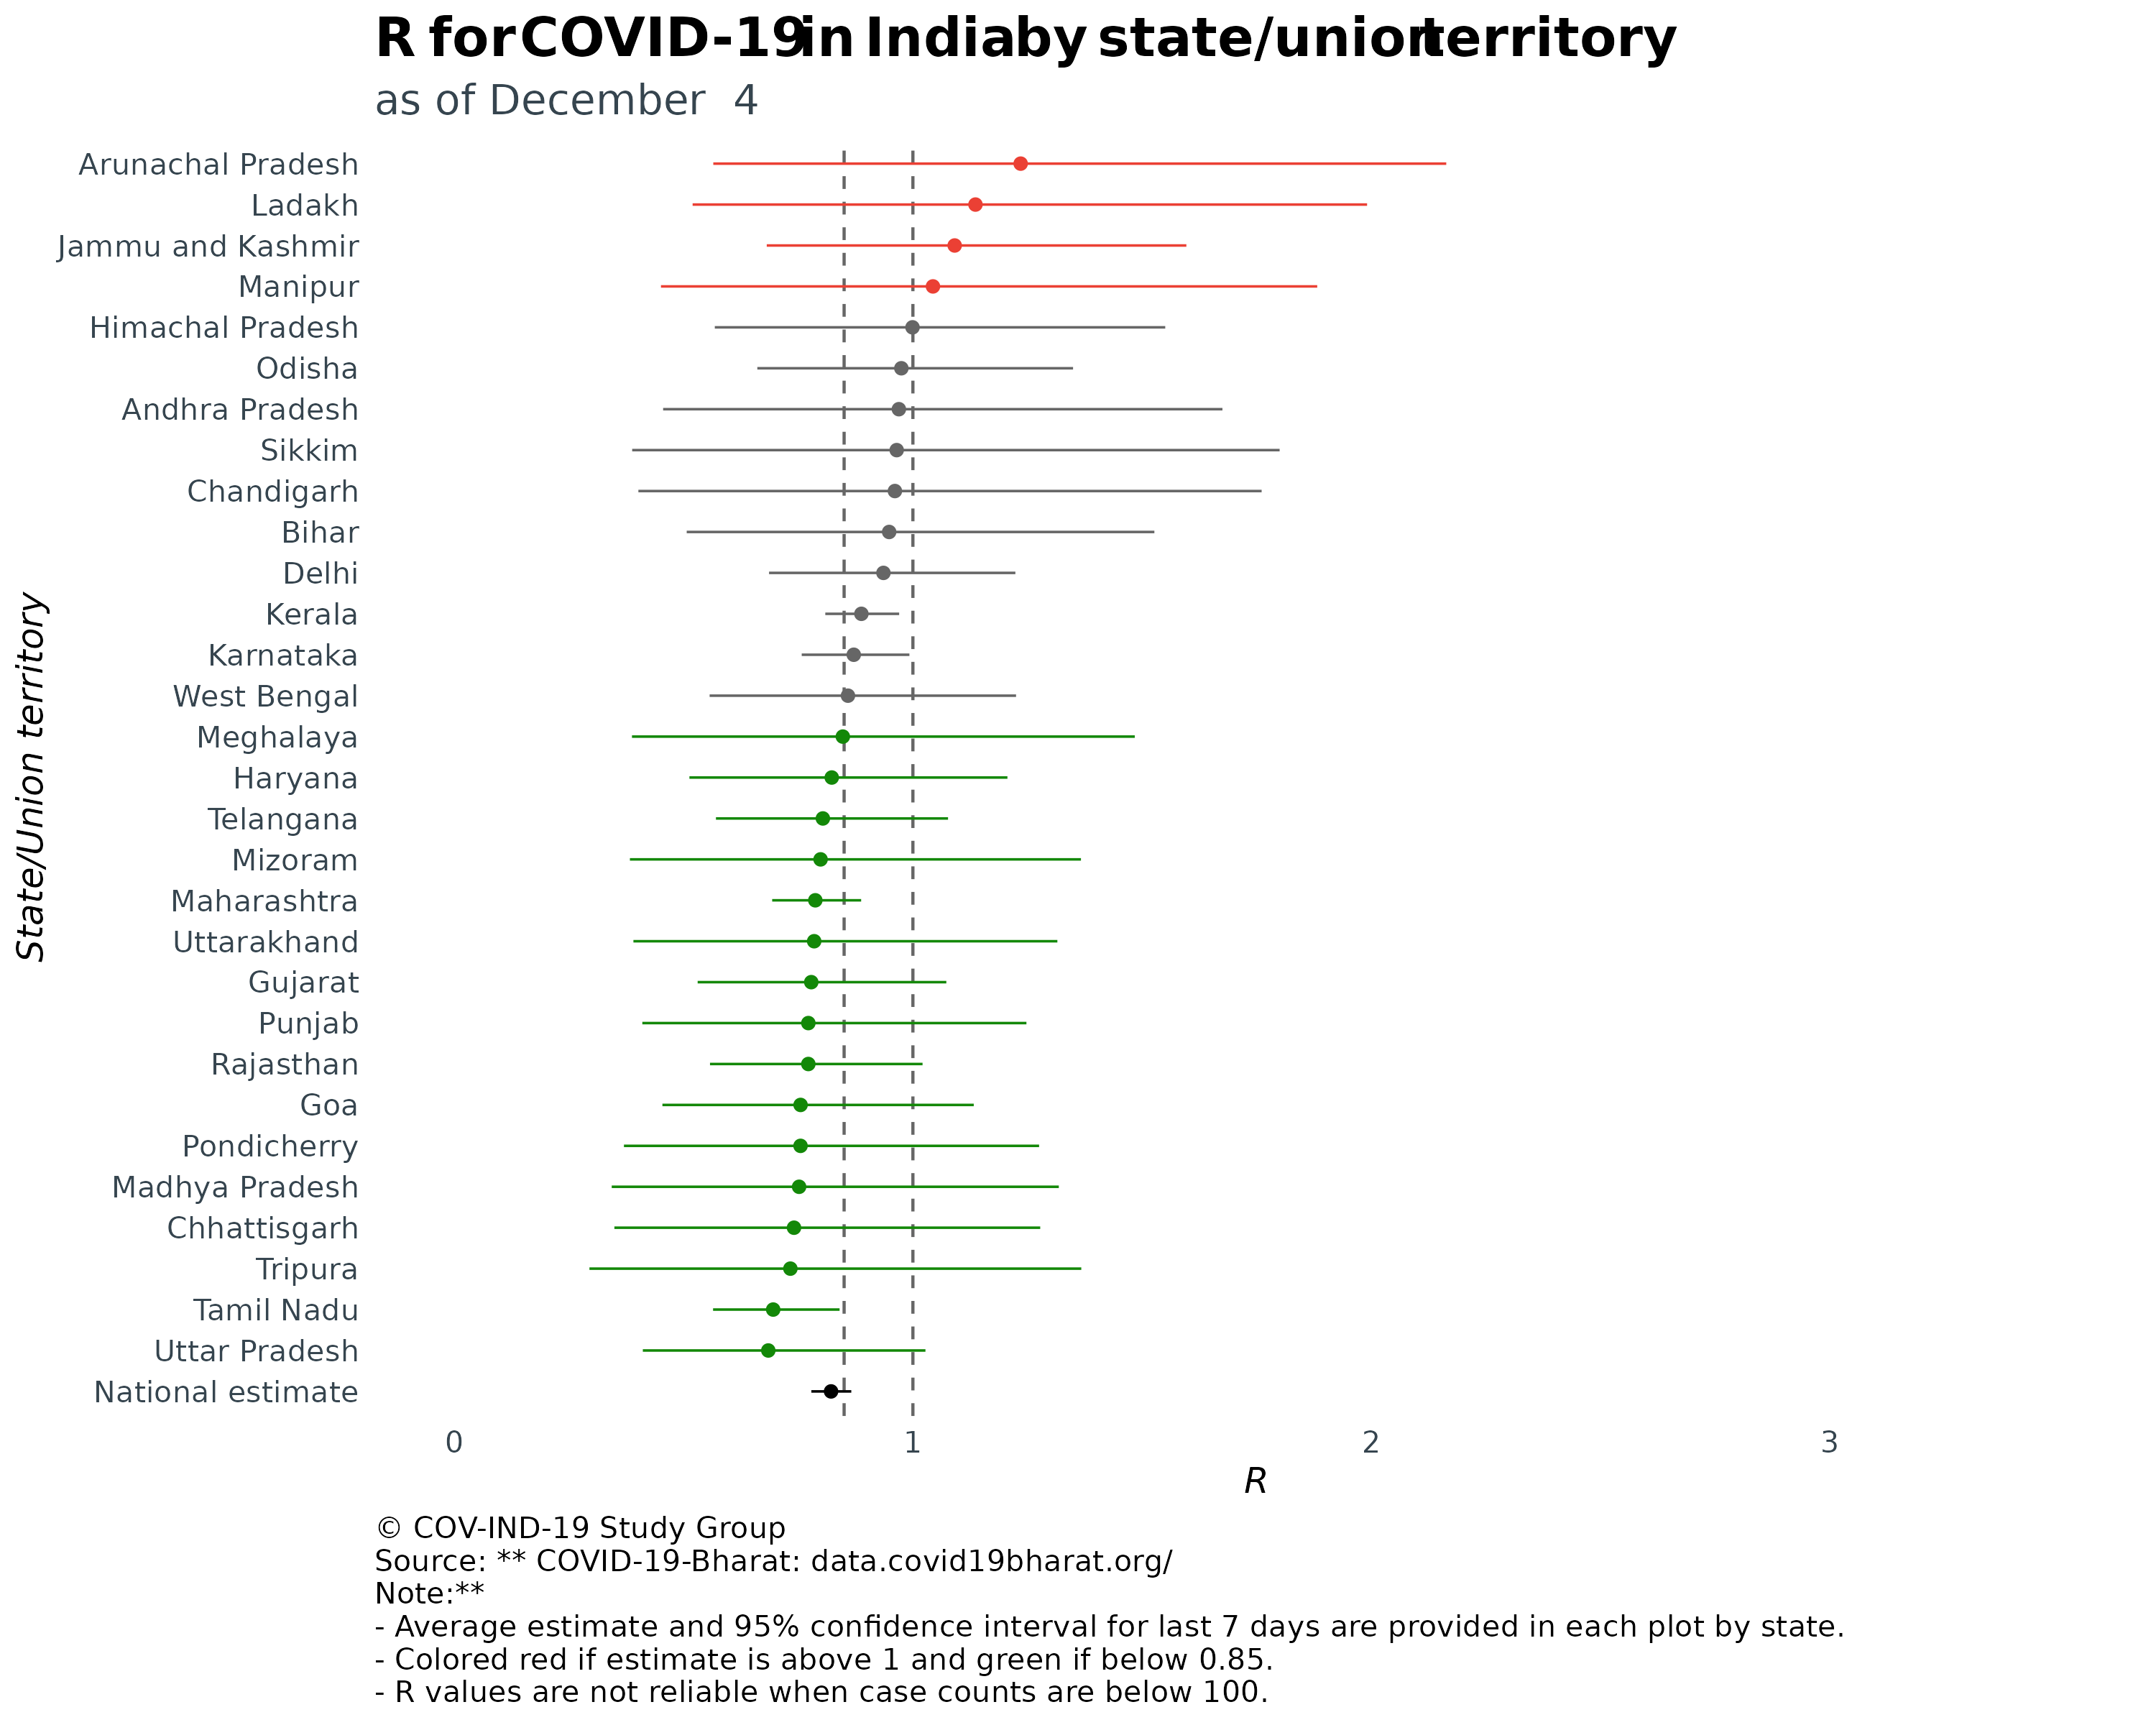 R for COVID-19 in India by state/union territory
as of December 4
Arunachal Pradesh
Ladakh
Jammu and Kashmir
Manipur
Himachal Pradesh
Odisha
Andhra Pradesh
Sikkim
Chandigarh
Bihar
Delhi
Kerala
Karnataka
West Bengal
Meghalaya
Haryana
Telangana
Mizoram
Maharashtra
Uttarakhand
Gujarat
Punjab
Rajasthan
Goa
Pondicherry
Madhya Pradesh
Chhattisgarh
Tripura
Tamil Nadu
Uttar Pradesh
National estimate
State/Union territory
0 1 2 3
R
© COV-IND-19 Study Group
Source: ** COVID-19-Bharat: data.covid19bharat.org/
Note:**
- Average estimate and 95% confidence interval for last 7 days are provided in each plot by state.
- Colored red if estimate is above 1 and green if below 0.85.
- R values are not reliable when case counts are below 100.